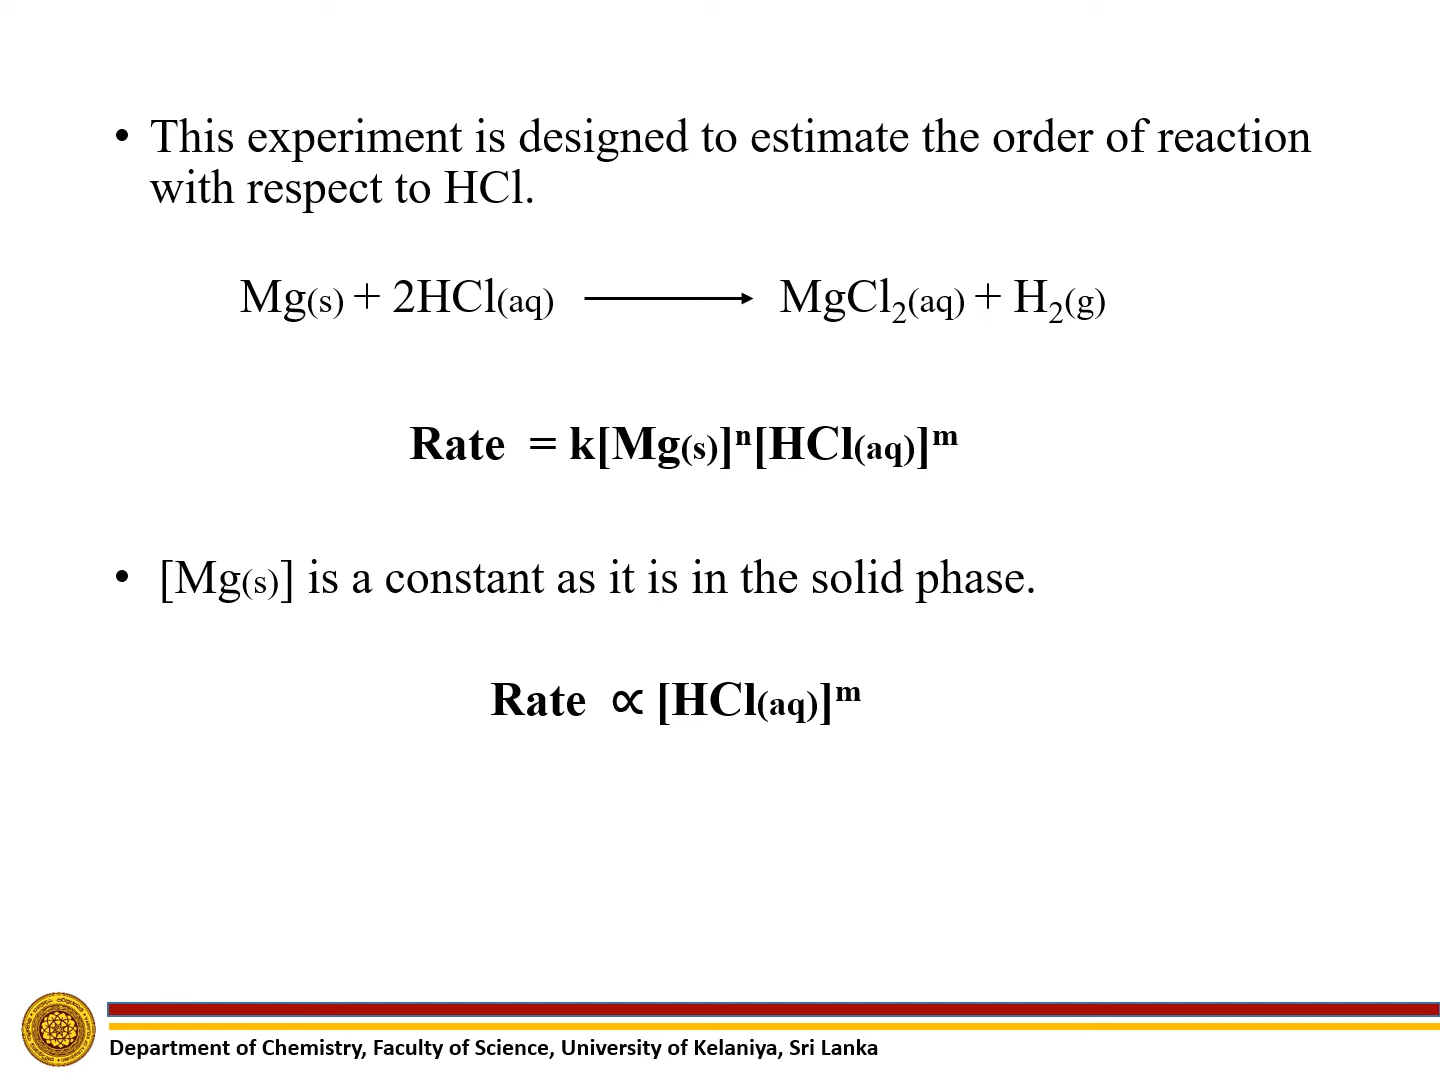 • This experiment is designed to estimate the order of reaction
with respect to HCl.
Mg(s) + 2HCl(aq) ⟶ MgCl₂(aq) + H₂(g)
Rate = k[Mg(s)]ⁿ[HCl(aq)]ᵐ
• [Mg(s)] is a constant as it is in the solid phase.
Rate ∝ [HCl(aq)]ᵐ
Department of Chemistry, Faculty of Science, University of Kelaniya, Sri Lanka